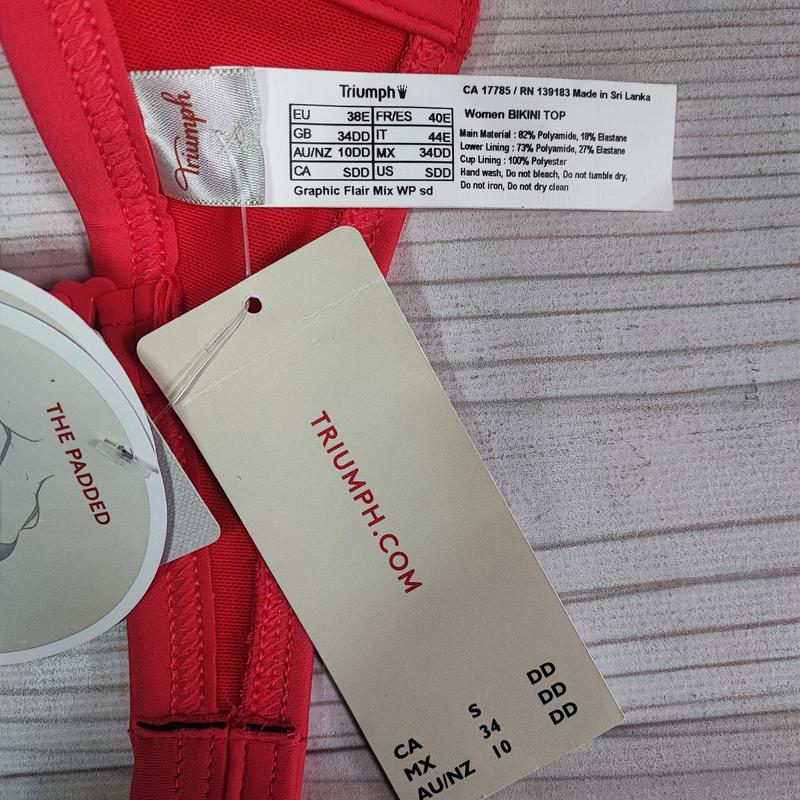 Triumph
Triumph
CA 17785 / RN 139183 Made in Sri Lanka
EU 38E FR/ES 40E
GB 34DD IT 44E
AU/NZ 10DD MX 34DD
CA SDD US SDD
Graphic Flair Mix WP sd
Women BIKINI TOP
Main Material : 82% Polyamide, 18% Elastane
Lower Lining : 73% Polyamide, 27% Elastane
Cup Lining : 100% Polyester
Hand wash, Do not bleach, Do not tumble dry,
Do not iron, Do not dry clean
THE PADDED
TRIUMPH.COM
CA S DD
MX 34 DD
AU/NZ 10 DD